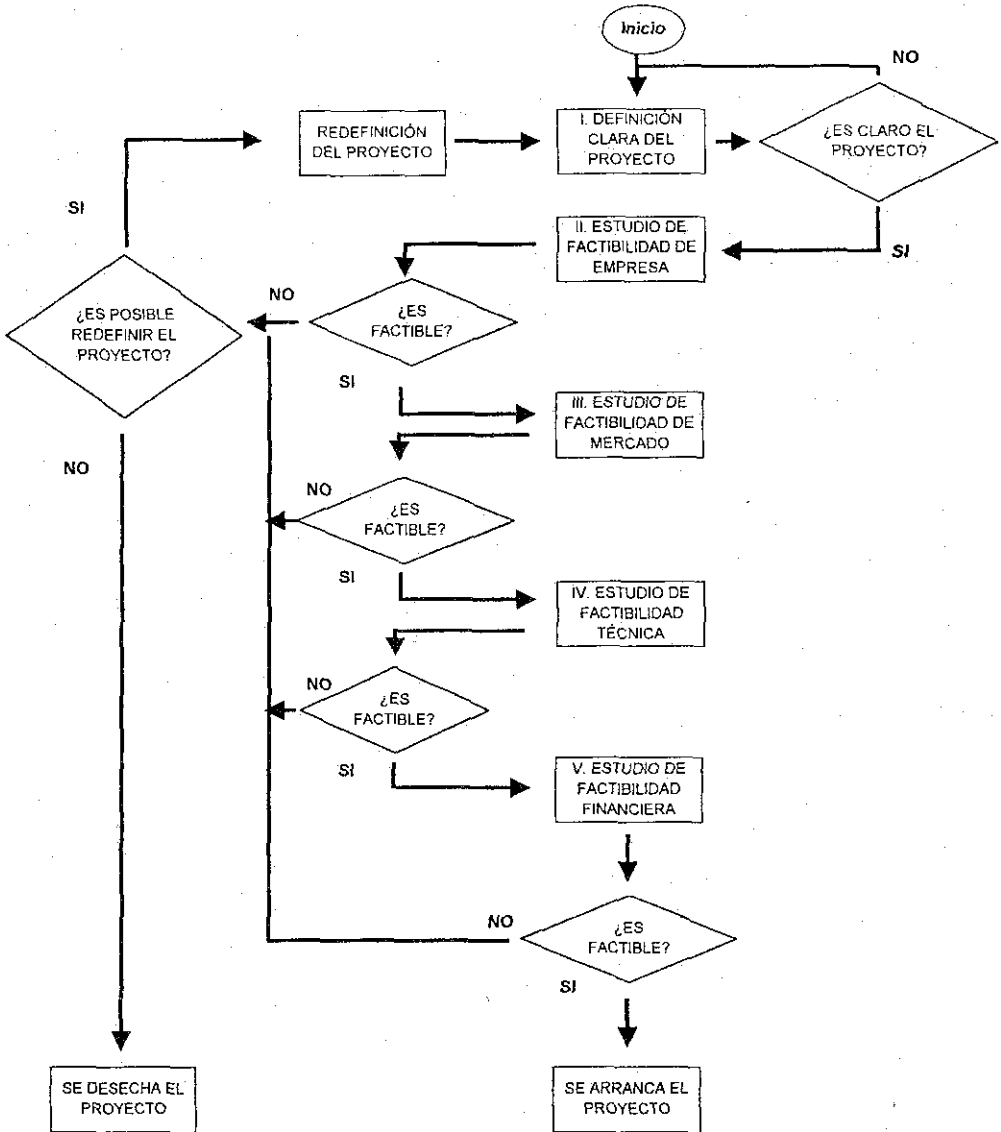 Inicio
NO
REDEFINICIÓN
DEL PROYECTO
I. DEFINICIÓN
CLARA DEL
PROYECTO
¿ES CLARO EL
PROYECTO?
SI
SI
II. ESTUDIO DE
FACTIBILIDAD DE
EMPRESA
NO
¿ES
FACTIBLE?
¿ES POSIBLE
REDEFINIR EL
PROYECTO?
SI
III. ESTUDIO DE
FACTIBILIDAD DE
MERCADO
NO
NO
¿ES
FACTIBLE?
SI
IV. ESTUDIO DE
FACTIBILIDAD
TÉCNICA
NO
¿ES
FACTIBLE?
SI
V. ESTUDIO DE
FACTIBILIDAD
FINANCIERA
NO
¿ES
FACTIBLE?
SI
SE DESECHA EL
PROYECTO
SE ARRANCA EL
PROYECTO